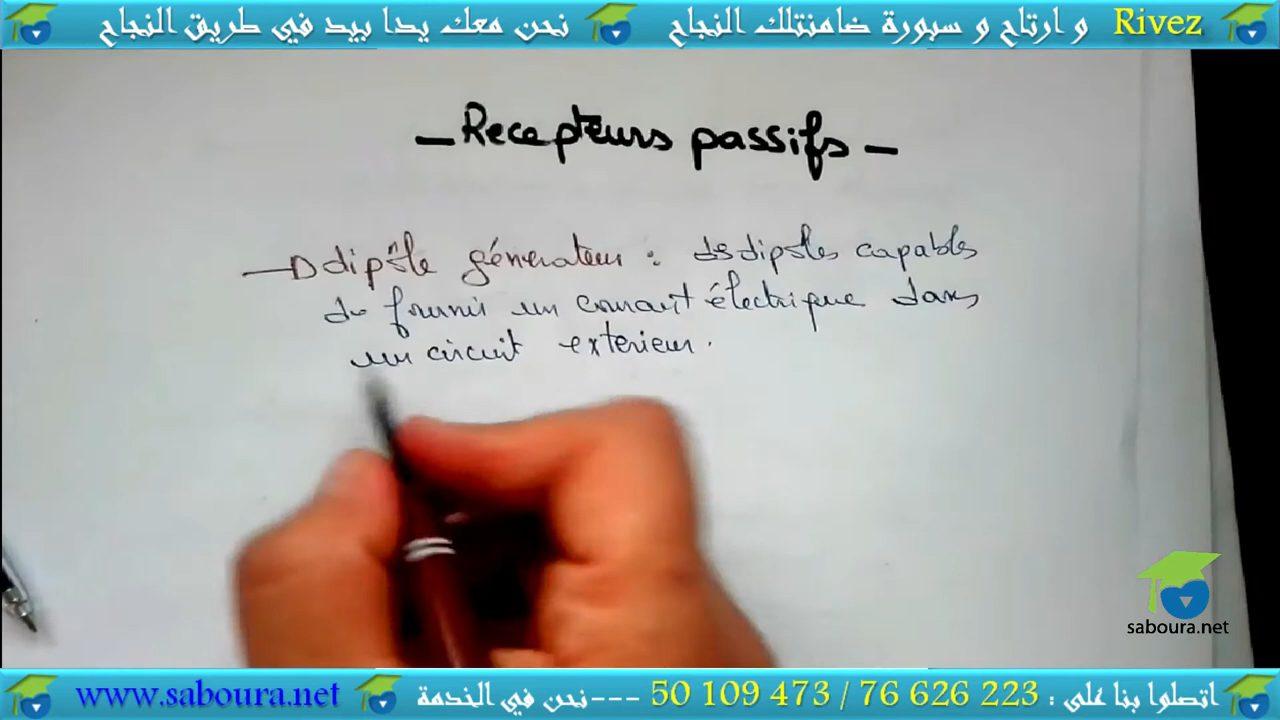 Rivez و ارتاح و سبورة ضامنتلك النجاح نحن معك يدا بيد في طريق النجاح
- Recepteurs passifs -
dipôle générateur : des dipôles capables
de fournir un courant électrique dans
un circuit exterieur.
saboura.net
اتصلوا بنا على : 50 109 473 / 76 626 223 ---نحن في الخدمة www.saboura.net